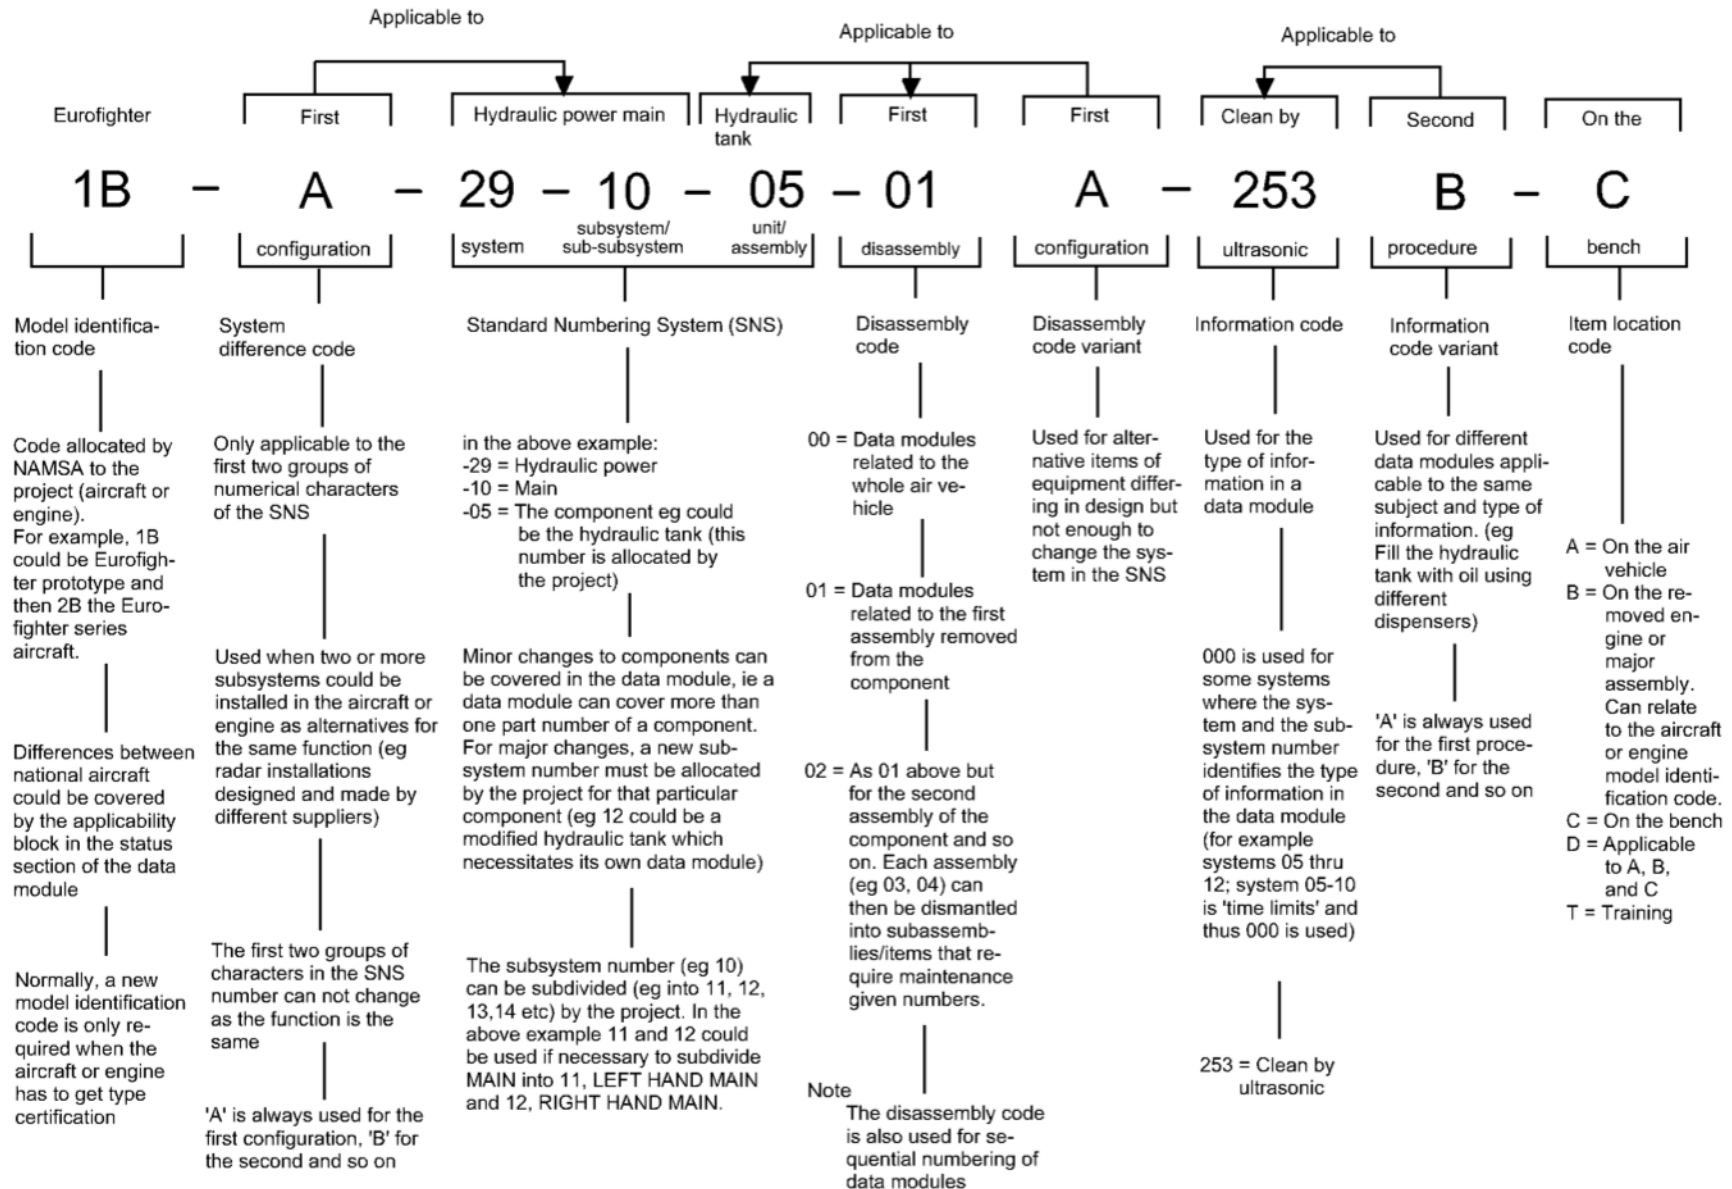 Applicable to
Applicable to
Applicable to
Eurofighter
First
Hydraulic power main
Hydraulic
tank
First
First
Clean by
Second
On the
1B – A – 29 – 10 – 05 – 01 A – 253 B – C
configuration
system
subsystem/
sub-subsystem
unit/
assembly
disassembly
configuration
ultrasonic
procedure
bench
Model identifica-
tion code
Code allocated by
NAMSA to the
project (aircraft or
engine).
For example, 1B
could be Eurofigh-
ter prototype and
then 2B the Euro-
fighter series
aircraft.
Differences between
national aircraft
could be covered
by the applicability
block in the status
section of the data
module
Normally, a new
model identification
code is only re-
quired when the
aircraft or engine
has to get type
certification
System
difference code
Only applicable to the
first two groups of
numerical characters
of the SNS
Used when two or more
subsystems could be
installed in the aircraft or
engine as alternatives for
the same function (eg
radar installations
designed and made by
different suppliers)
The first two groups of
characters in the SNS
number can not change
as the function is the
same
'A' is always used for the
first configuration, 'B' for
the second and so on
Standard Numbering System (SNS)
in the above example:
-29 = Hydraulic power
-10 = Main
-05 = The component eg could
be the hydraulic tank (this
number is allocated by
the project)
Minor changes to components can
be covered in the data module, ie a
data module can cover more than
one part number of a component.
For major changes, a new sub-
system number must be allocated
by the project for that particular
component (eg 12 could be a
modified hydraulic tank which
necessitates its own data module)
The subsystem number (eg 10)
can be subdivided (eg into 11, 12,
13,14 etc) by the project. In the
above example 11 and 12 could
be used if necessary to subdivide
MAIN into 11, LEFT HAND MAIN
and 12, RIGHT HAND MAIN.
Disassembly
code
00 = Data modules
related to the
whole air ve-
hicle
01 = Data modules
related to the first
assembly removed
from the
component
02 = As 01 above but
for the second
assembly of the
component and so
on. Each assembly
(eg 03, 04) can
then be dismantled
into subassemb-
lies/items that re-
quire maintenance
given numbers.
Note
The disassembly code
is also used for se-
quential numbering of
data modules
Disassembly
code variant
Used for alter-
native items of
equipment differ-
ing in design but
not enough to
change the sys-
tem in the SNS
Information code
Used for the
type of infor-
mation in a
data module
000 is used for
some systems
where the sys-
tem and the sub-
system number
identifies the type
of information in
the data module
(for example
systems 05 thru
12; system 05-10
is 'time limits' and
thus 000 is used)
253 = Clean by
ultrasonic
Information
code variant
Used for different
data modules appli-
cable to the same
subject and type of
information. (eg
Fill the hydraulic
tank with oil using
different
dispensers)
'A' is always used
for the first proce-
dure, 'B' for the
second and so on
Item location
code
A = On the air
vehicle
B = On the re-
moved en-
gine or
major
assembly.
Can relate
to the aircraft
or engine
model identi-
fication code.
C = On the bench
D = Applicable
to A, B,
and C
T = Training